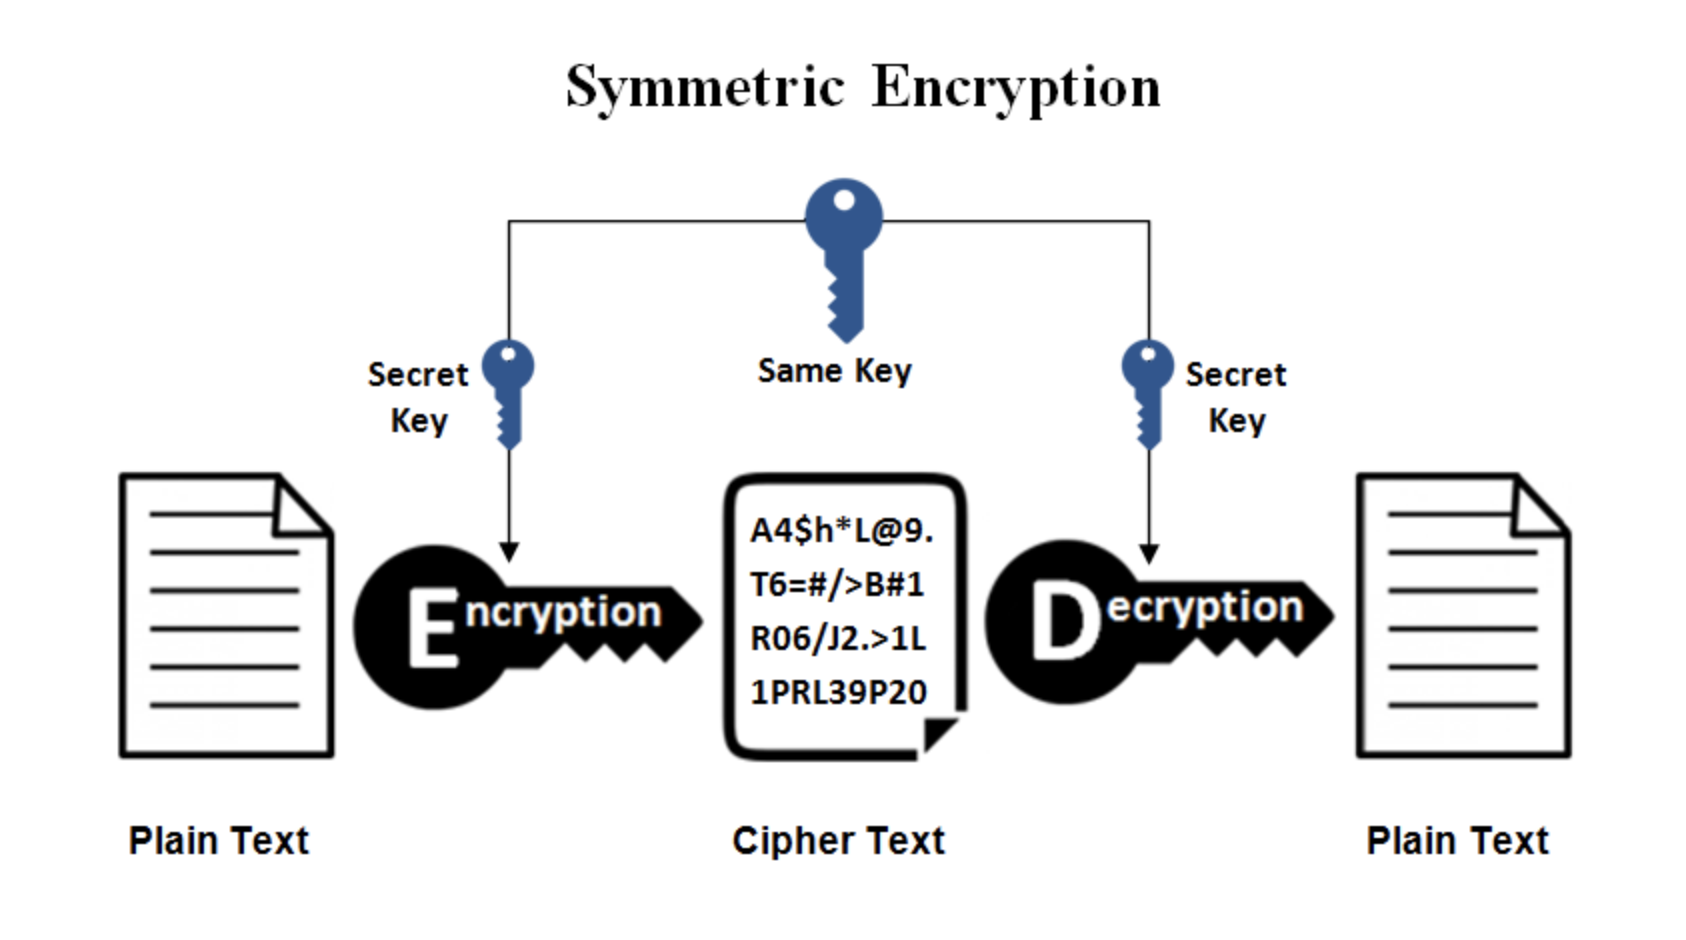 Symmetric Encryption
Same Key
Secret
Key
Secret
Key
Encryption
A4$h*L@9.
T6=#/>B#1
R06/J2.>1L
1PRL39P20
Decryption
Plain Text
Cipher Text
Plain Text